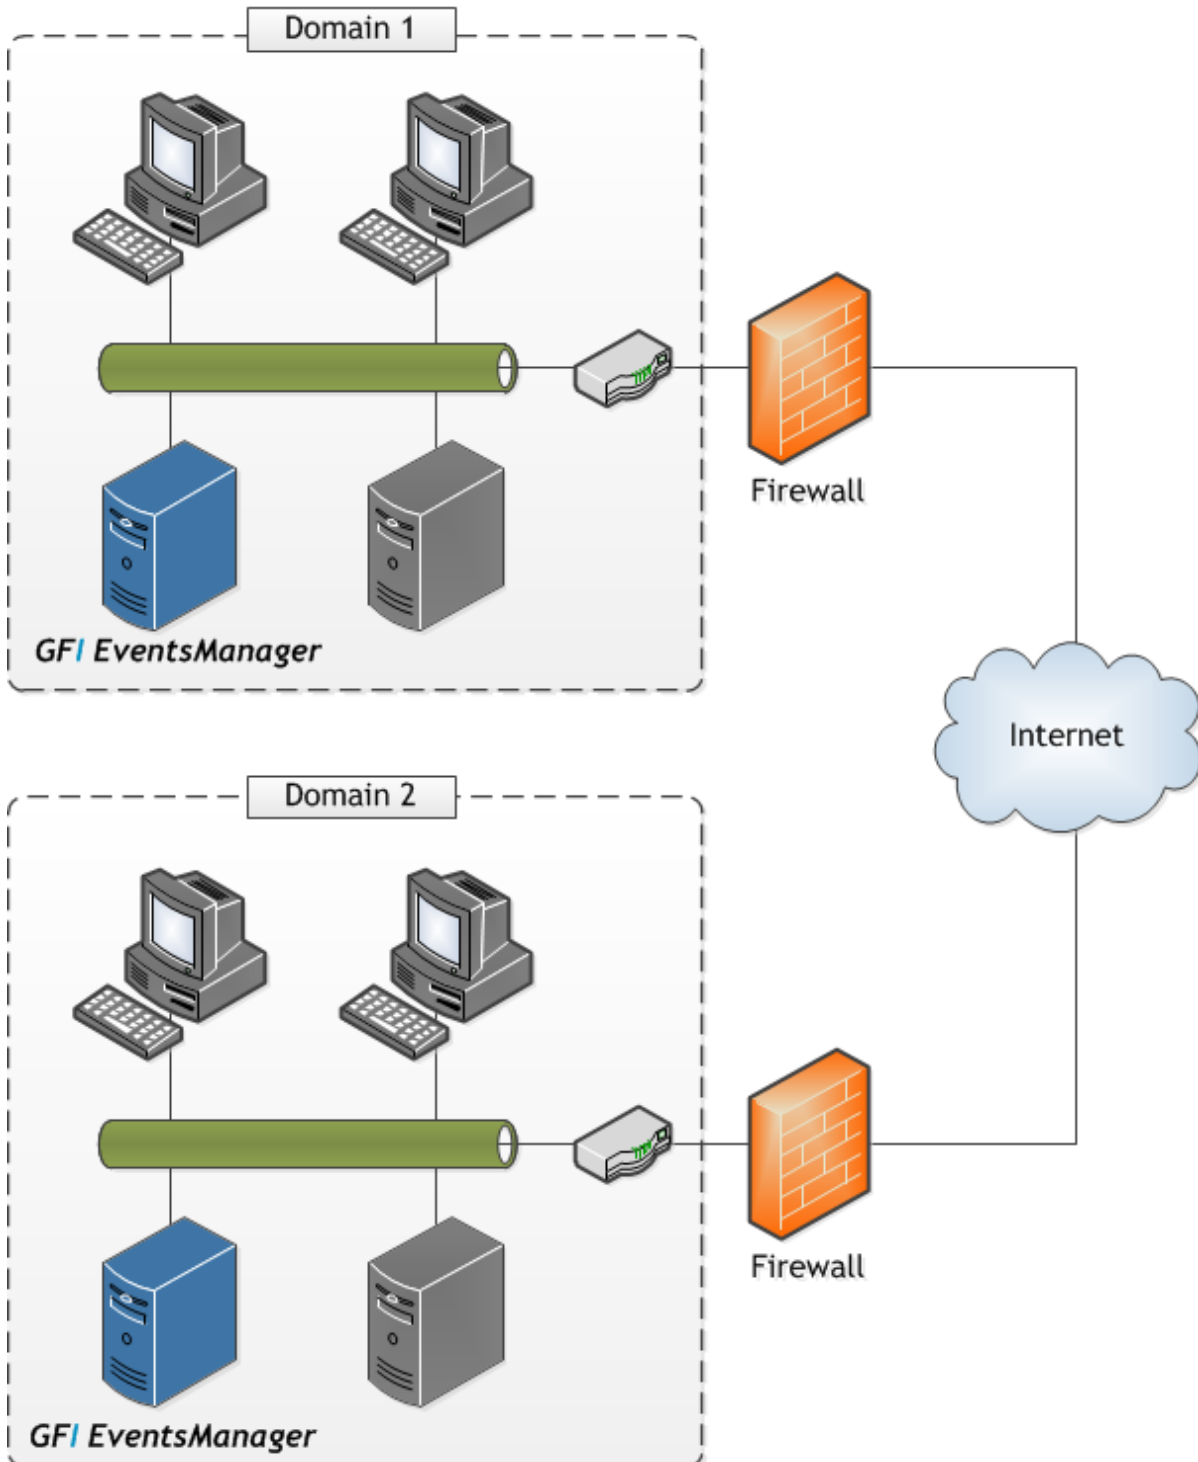 Domain 1
Firewall
GFI EventsManager
Internet
Domain 2
Firewall
GFI EventsManager